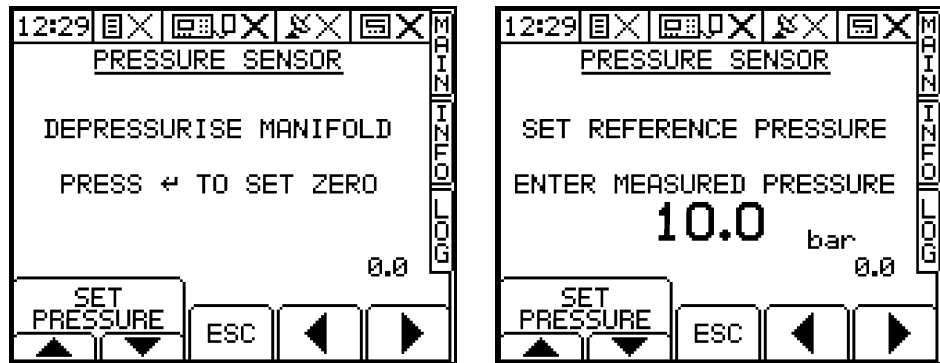 12:29
PRESSURE SENSOR
DEPRESSURISE MANIFOLD
PRESS ↵ TO SET ZERO
0.0
SET
PRESSURE
ESC
MAIN
INFO
LOG
12:29
PRESSURE SENSOR
SET REFERENCE PRESSURE
ENTER MEASURED PRESSURE
10.0 bar
0.0
SET
PRESSURE
ESC
MAIN
INFO
LOG